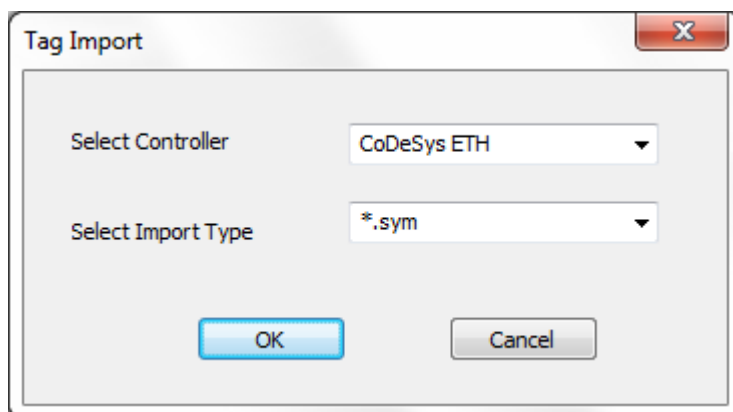 Tag Import
Select Controller
CoDeSys ETH
Select Import Type
*.sym
OK
Cancel